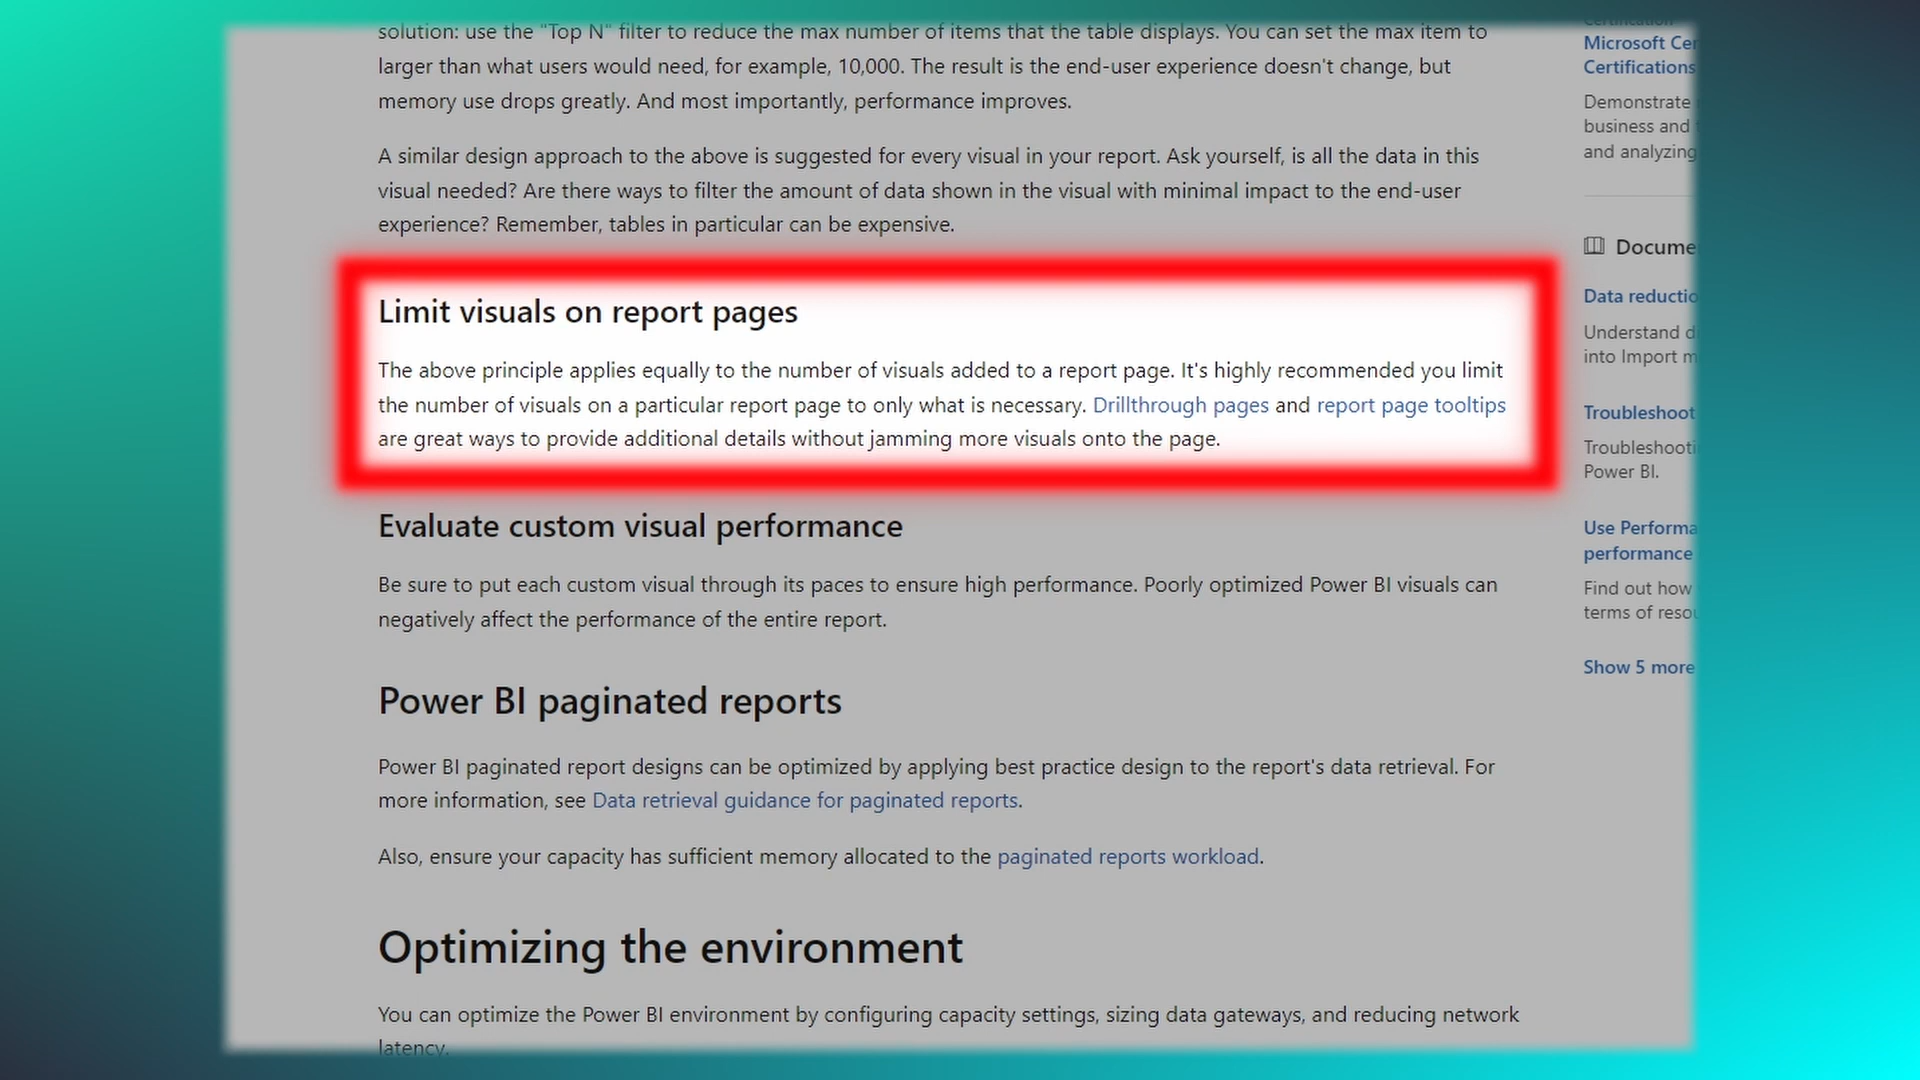 solution: use the "Top N" filter to reduce the max number of items that the table displays. You can set the max item to
larger than what users would need, for example, 10,000. The result is the end-user experience doesn't change, but
memory use drops greatly. And most importantly, performance improves.
A similar design approach to the above is suggested for every visual in your report. Ask yourself, is all the data in this
visual needed? Are there ways to filter the amount of data shown in the visual with minimal impact to the end-user
experience? Remember, tables in particular can be expensive.
Limit visuals on report pages
The above principle applies equally to the number of visuals added to a report page. It's highly recommended you limit
the number of visuals on a particular report page to only what is necessary. Drillthrough pages and report page tooltips
are great ways to provide additional details without jamming more visuals onto the page.
Evaluate custom visual performance
Be sure to put each custom visual through its paces to ensure high performance. Poorly optimized Power BI visuals can
negatively affect the performance of the entire report.
Power BI paginated reports
Power BI paginated report designs can be optimized by applying best practice design to the report's data retrieval. For
more information, see Data retrieval guidance for paginated reports.
Also, ensure your capacity has sufficient memory allocated to the paginated reports workload.
Optimizing the environment
You can optimize the Power BI environment by configuring capacity settings, sizing data gateways, and reducing network
latency.
Certification
Microsoft Cer
Certifications
Demonstrate
business and
and analyzing
Docume
Data reductio
Understand d
into Import m
Troubleshoot
Troubleshooti
Power BI.
Use Performa
performance
Find out how
terms of resou
Show 5 more